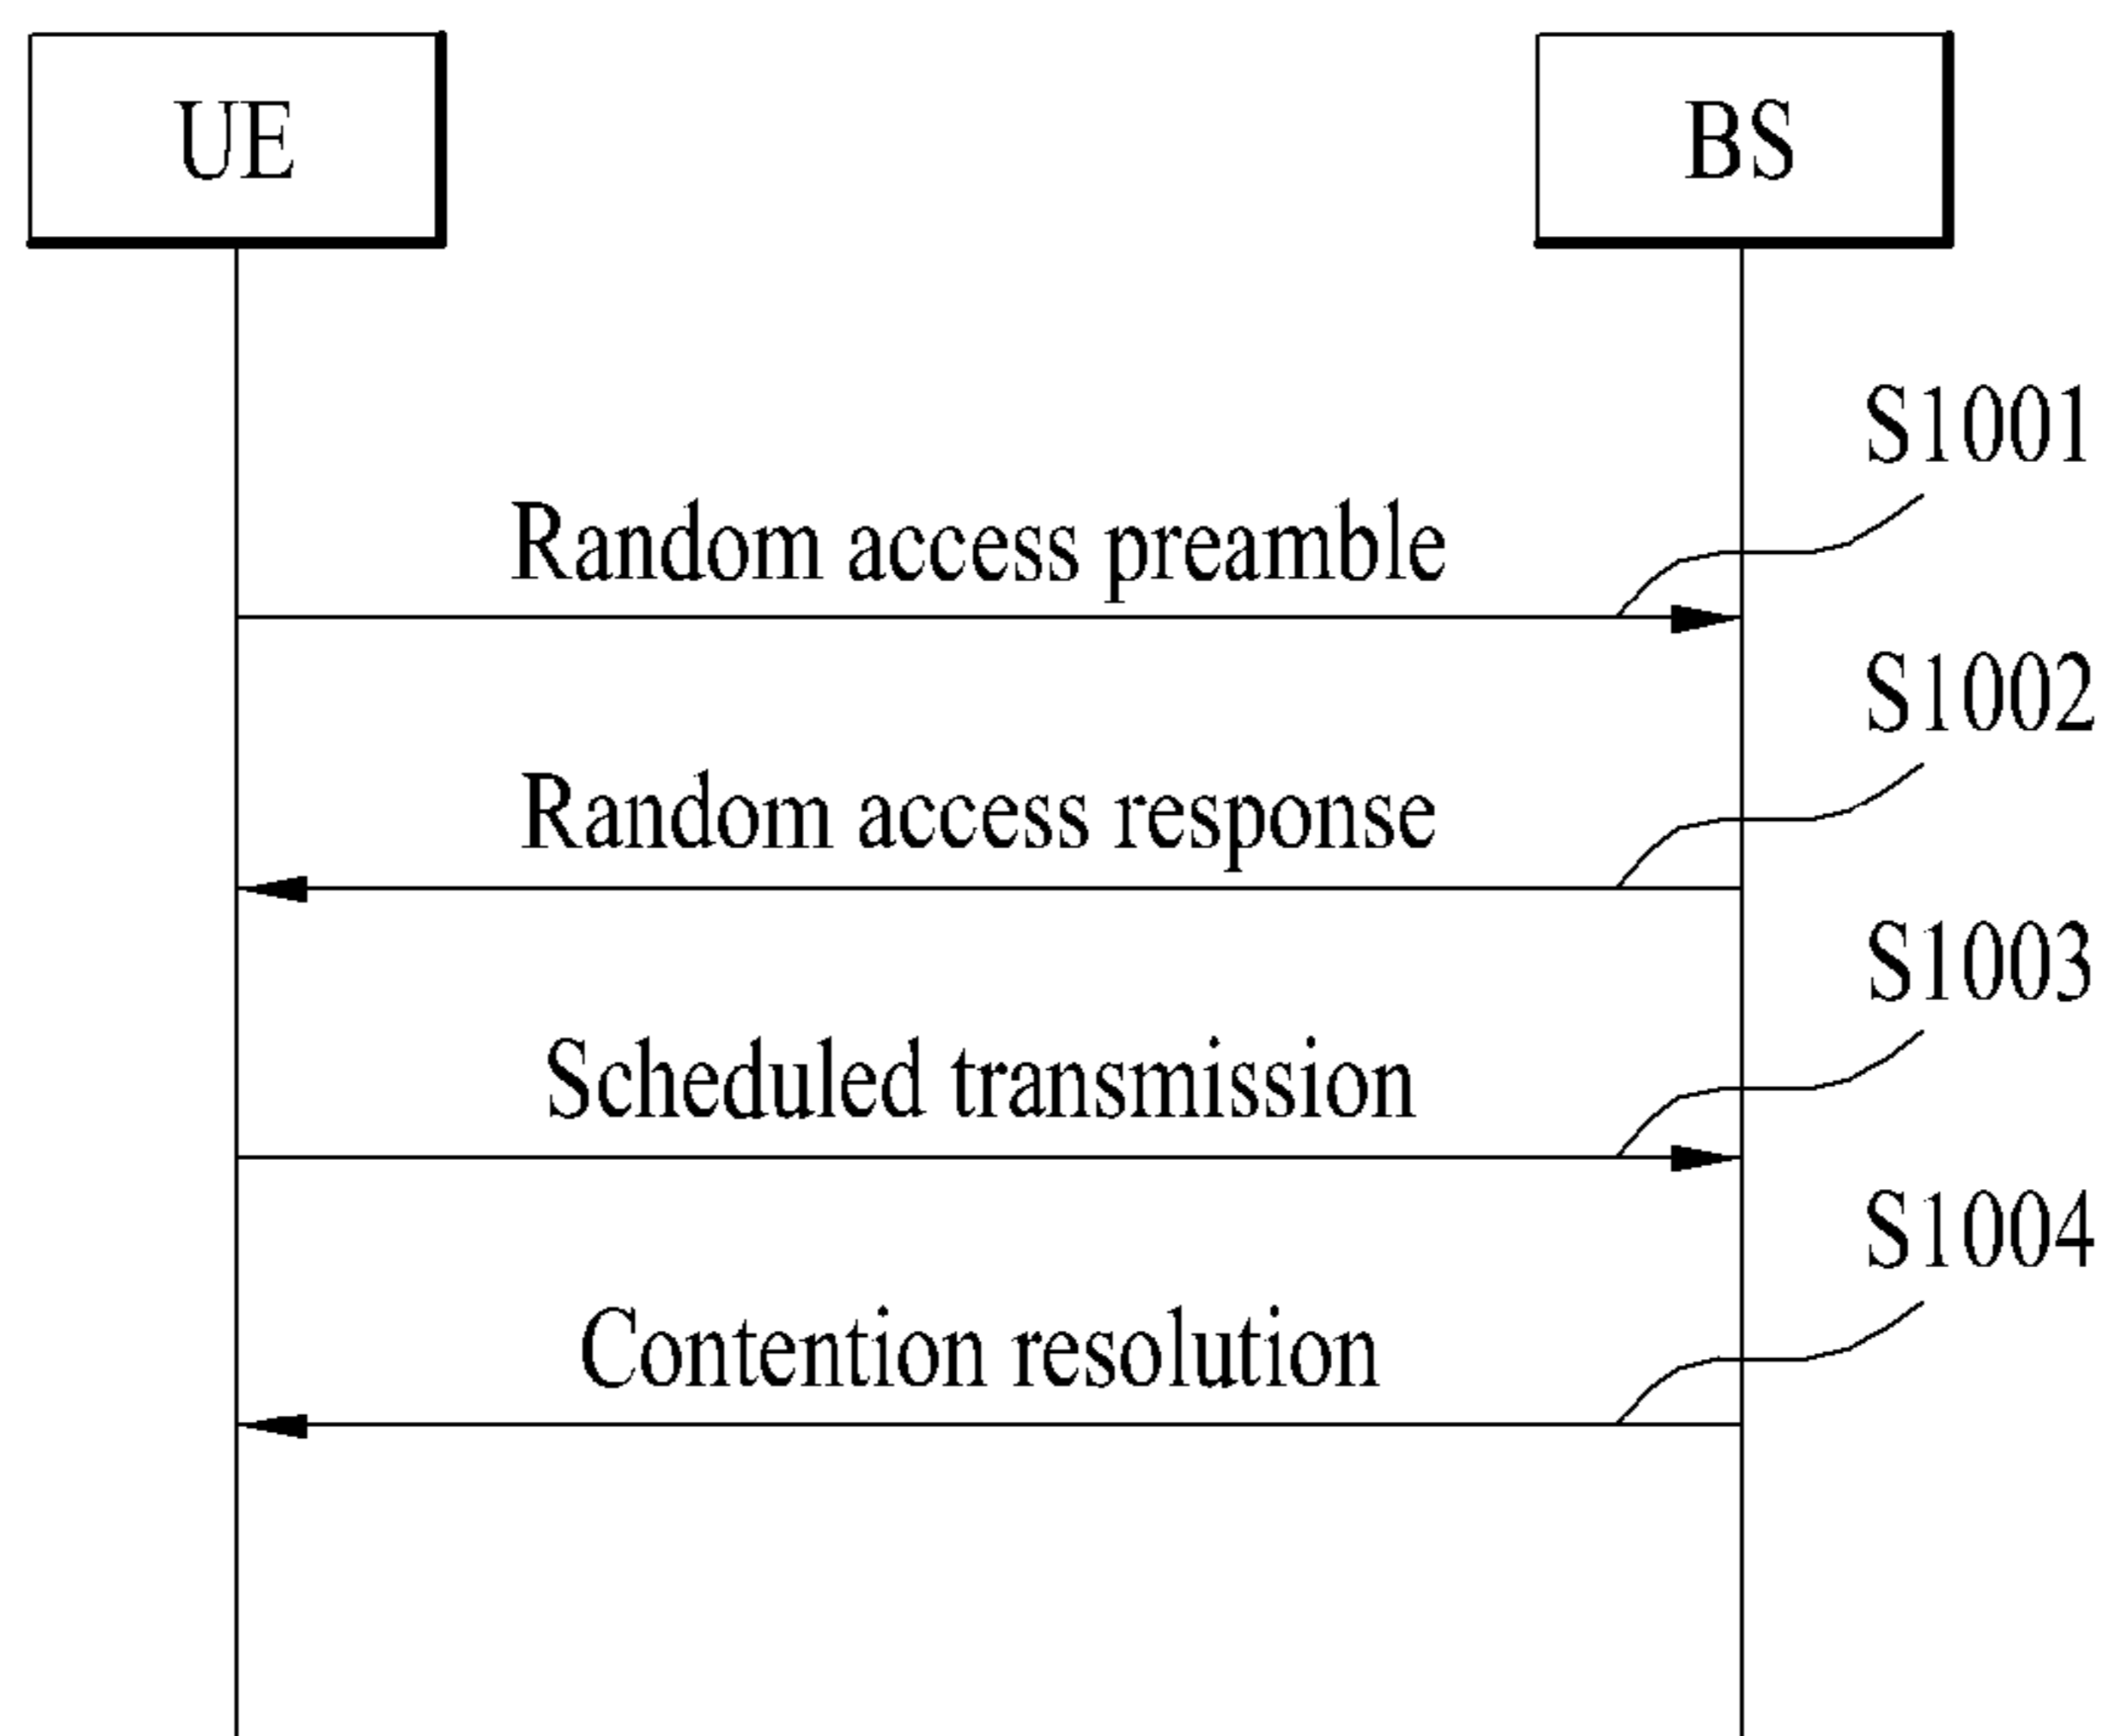 UE
BS
S1001
Random access preamble
S1002
Random access response
S1003
Scheduled transmission
S1004
Contention resolution